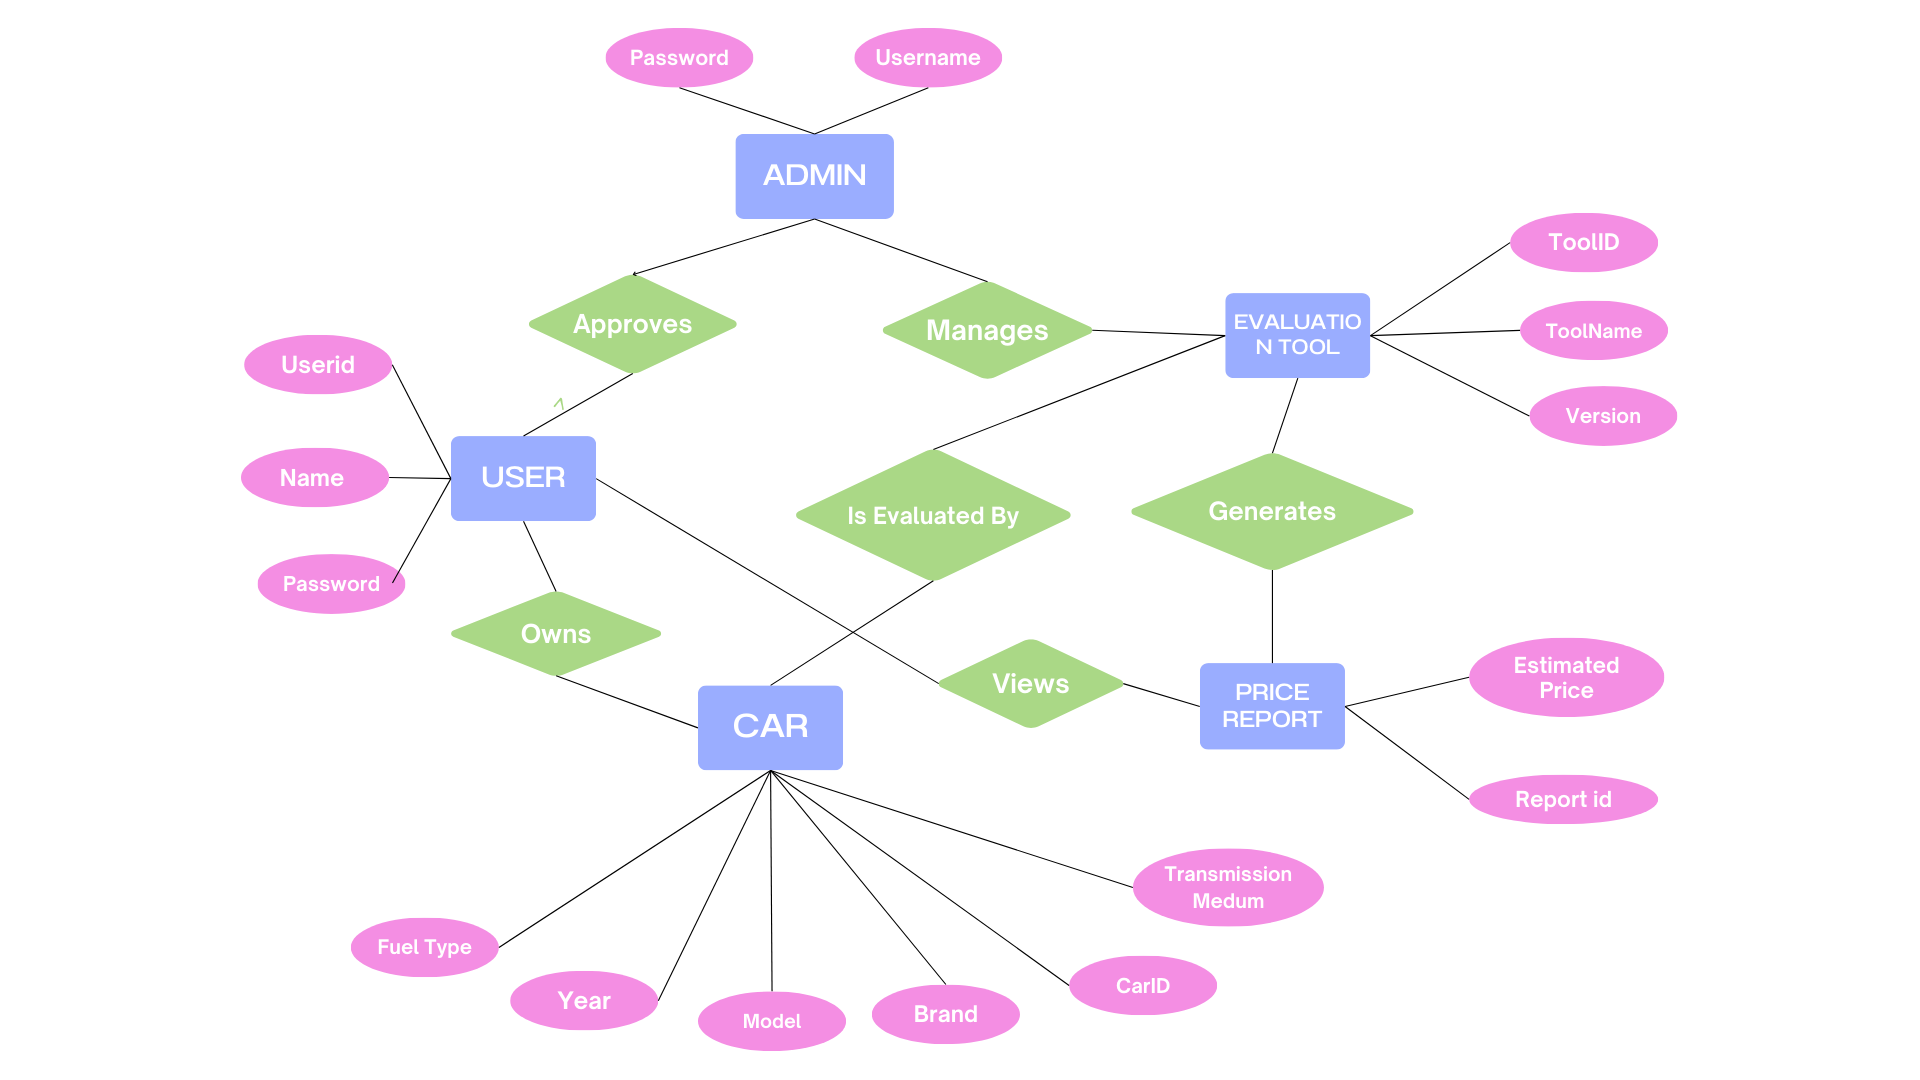 Password
Username
ADMIN
ToolID
Approves
Manages
EVALUATIO
N TOOL
ToolName
Userid
Version
USER
Name
Is Evaluated By
Generates
Password
Owns
Views
Estimated
Price
PRICE
REPORT
CAR
Report id
Transmission
Medum
Fuel Type
CarID
Year
Model
Brand